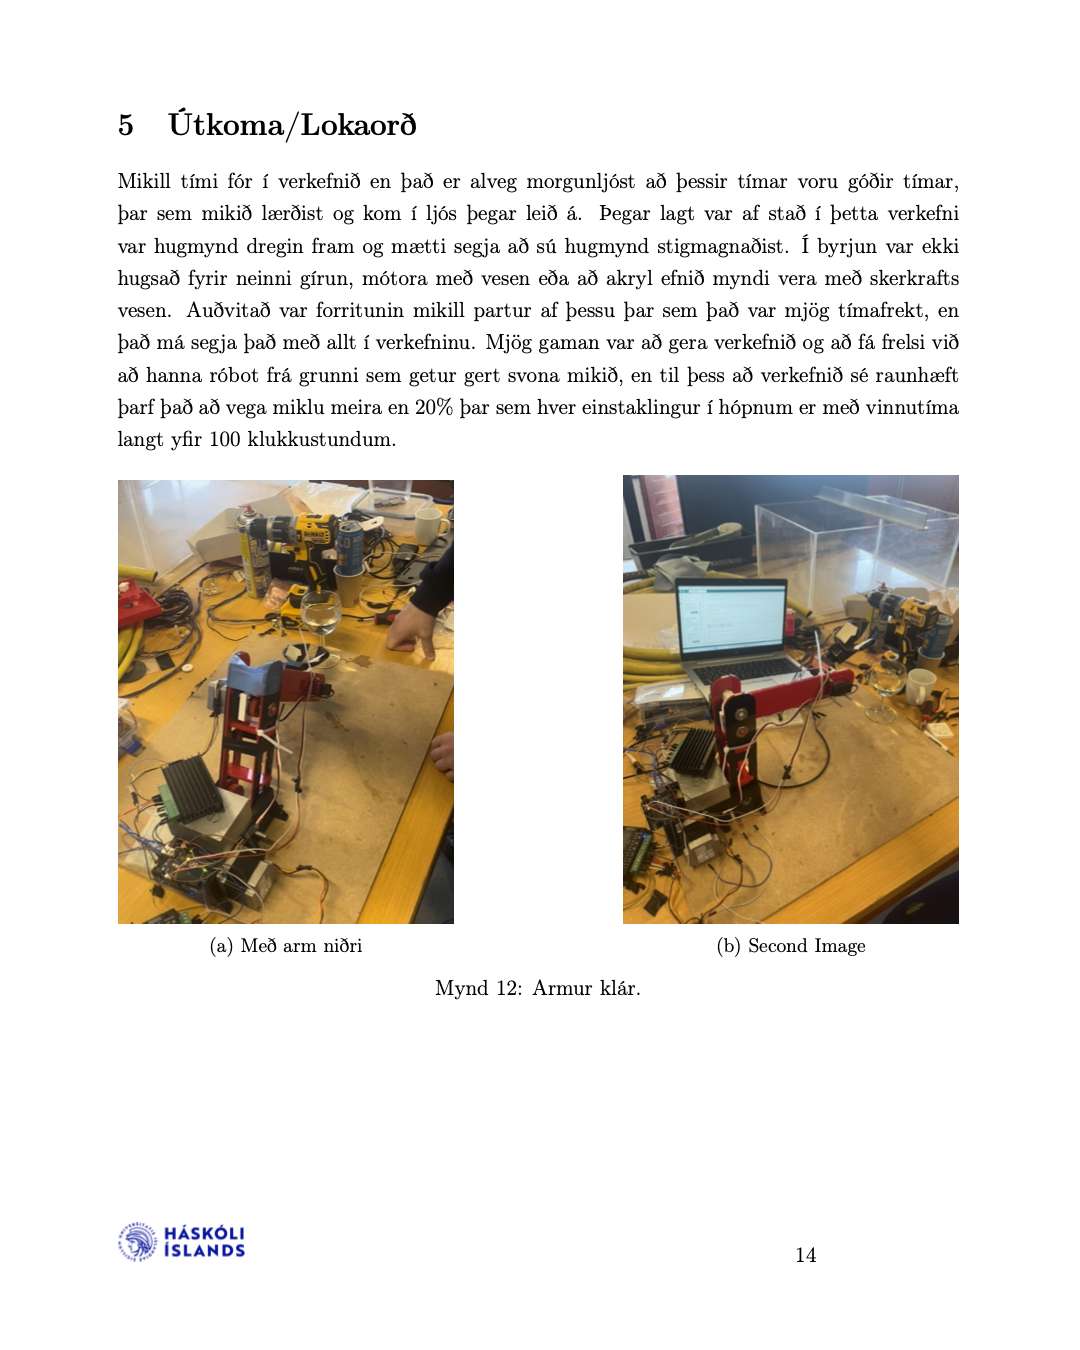 5 Útkoma/Lokaorð
Mikill tími fór í verkefnið en það er alveg morgunljóst að þessir tímar voru góðir tímar,
þar sem mikið lærðist og kom í ljós þegar leið á. Þegar lagt var af stað í þetta verkefni
var hugmynd dregin fram og mætti segja að sú hugmynd stigmagnaðist. Í byrjun var ekki
hugsað fyrir neinni gírun, mótora með vesen eða að akryl efnið myndi vera með skerkrafts
vesen. Auðvitað var forritunin mikill partur af þessu þar sem það var mjög tímafrekt, en
það má segja það með allt í verkefninu. Mjög gaman var að gera verkefnið og að fá frelsi við
að hanna róbot frá grunni sem getur gert svona mikið, en til þess að verkefnið sé raunhæft
þarf það að vega miklu meira en 20% þar sem hver einstaklingur í hópnum er með vinnutíma
langt yfir 100 klukkustundum.
DEWALT
(a) Með arm niðri
(b) Second Image
Mynd 12: Armur klár.
HÁSKÓLI
ÍSLANDS
14